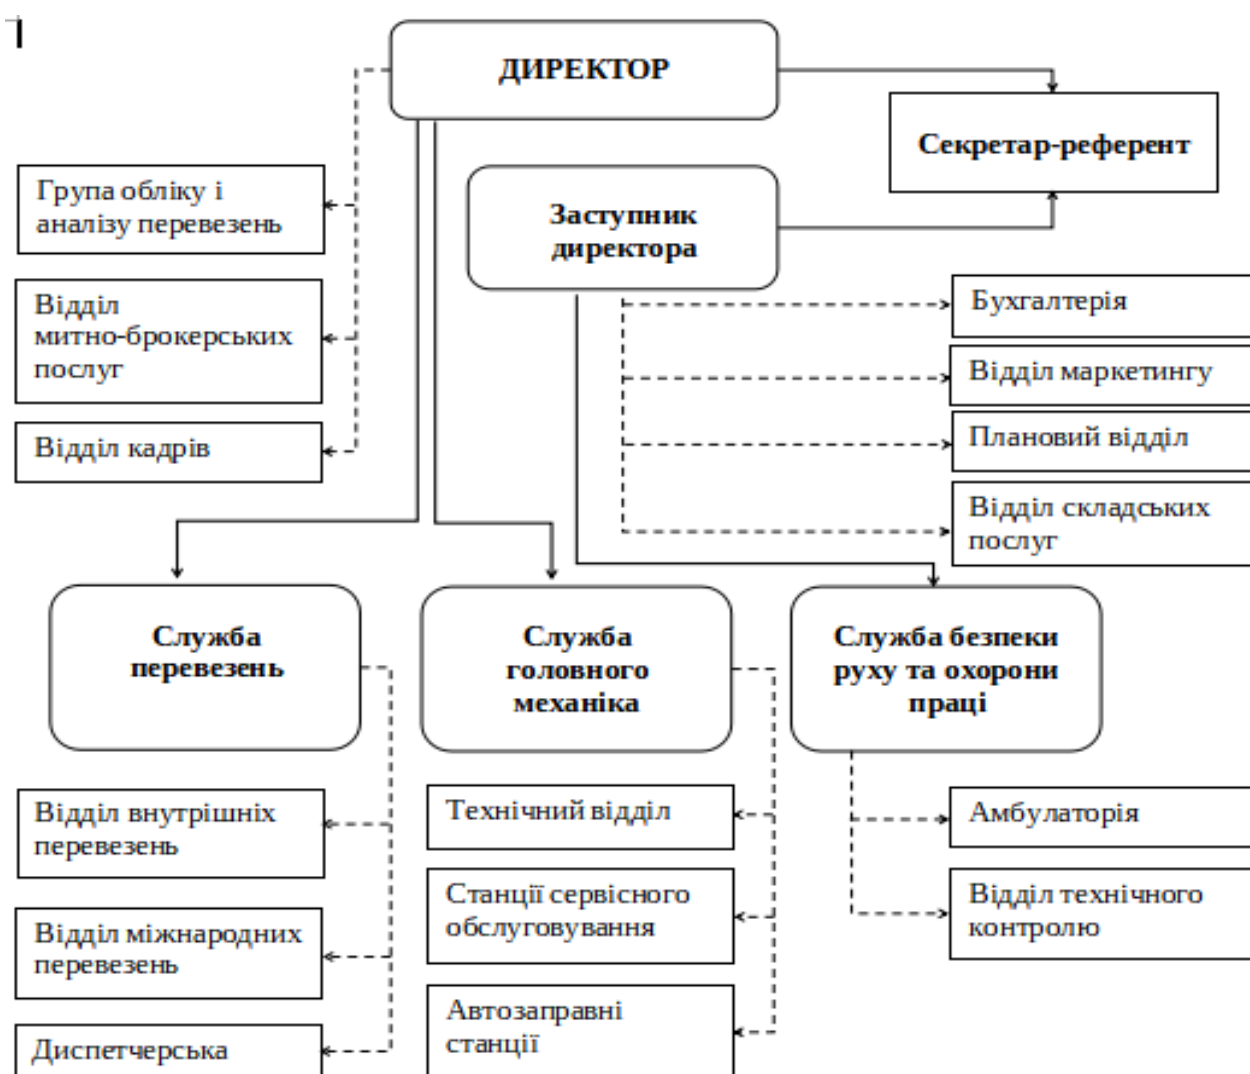 ДИРЕКТОР
Секретар-референт
Група обліку і
аналізу перевезень
Заступник
директора
Відділ
митно-брокерських
послуг
Бухгалтерія
Відділ маркетингу
Відділ кадрів
Плановий відділ
Відділ складських
послуг
Служба
перевезень
Служба
головного
механіка
Служба безпеки
руху та охорони
праці
Відділ внутрішніх
перевезень
Технічний відділ
Амбулаторія
Відділ міжнародних
перевезень
Станції сервісного
обслуговування
Відділ технічного
контролю
Диспетчерська
Автозаправні
станції